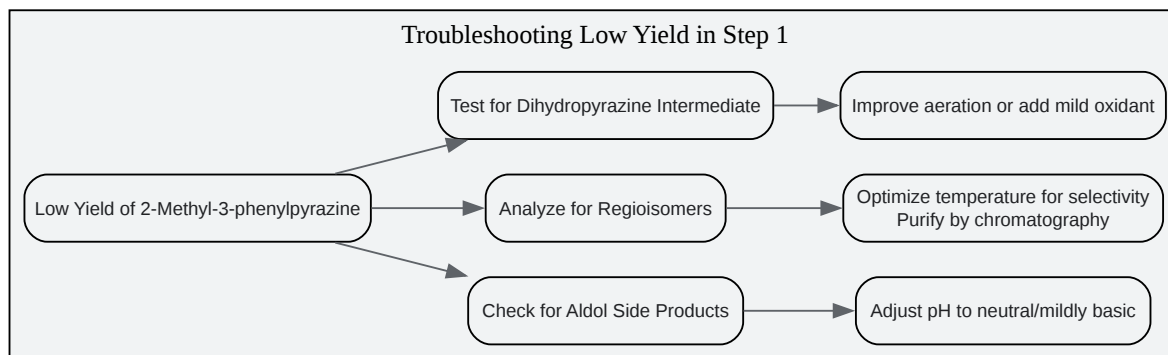 Troubleshooting Low Yield in Step 1
Test for Dihydropyrazine Intermediate
Improve aeration or add mild oxidant
Low Yield of 2-Methyl-3-phenylpyrazine
Analyze for Regioisomers
Optimize temperature for selectivity
Purify by chromatography
Check for Aldol Side Products
Adjust pH to neutral/mildly basic